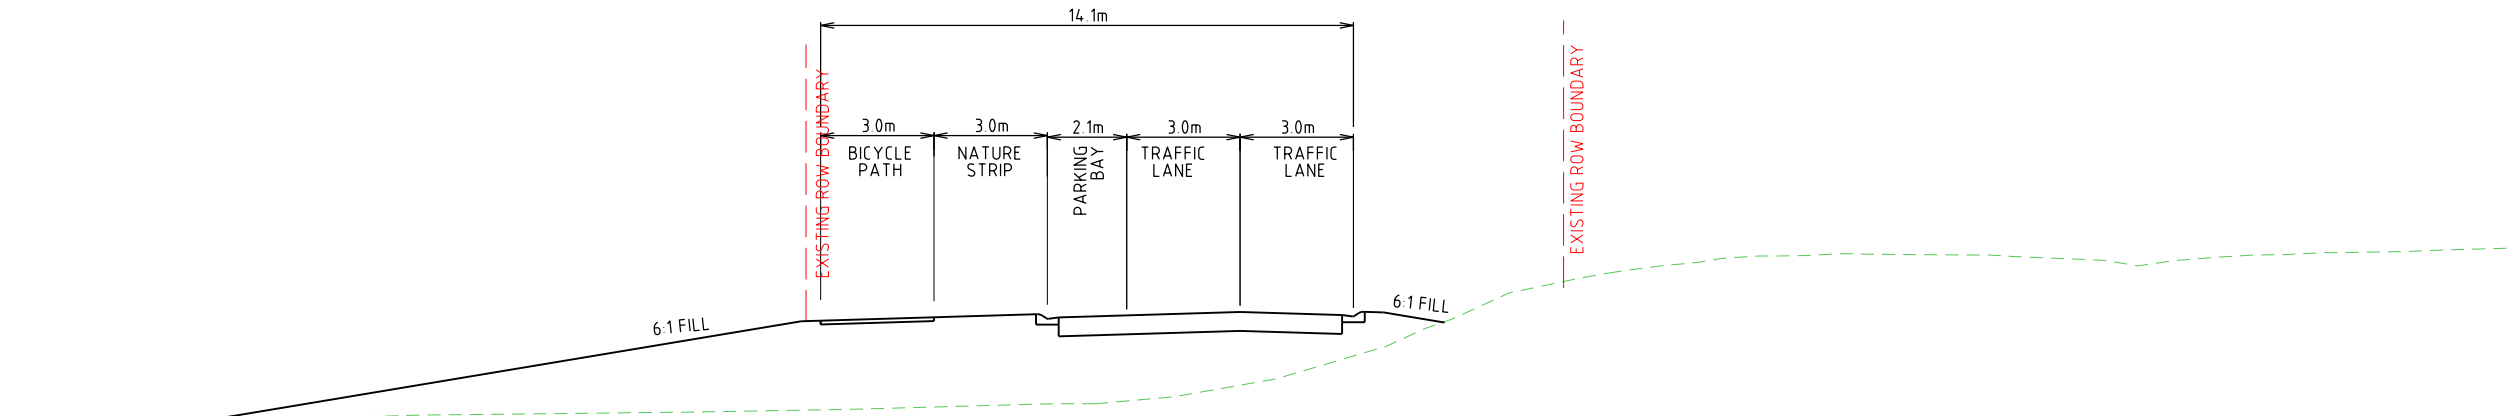 14.1m
EXISTING ROW BOUNDARY
EXISTING ROW BOUNDARY
3.0m
3.0m
2.1m
3.0m
3.0m
BICYCLE
PATH
NATURE
STRIP
PARKING
BAY
TRAFFIC
LANE
TRAFFIC
LANE
6:1 FILL
6:1 FILL